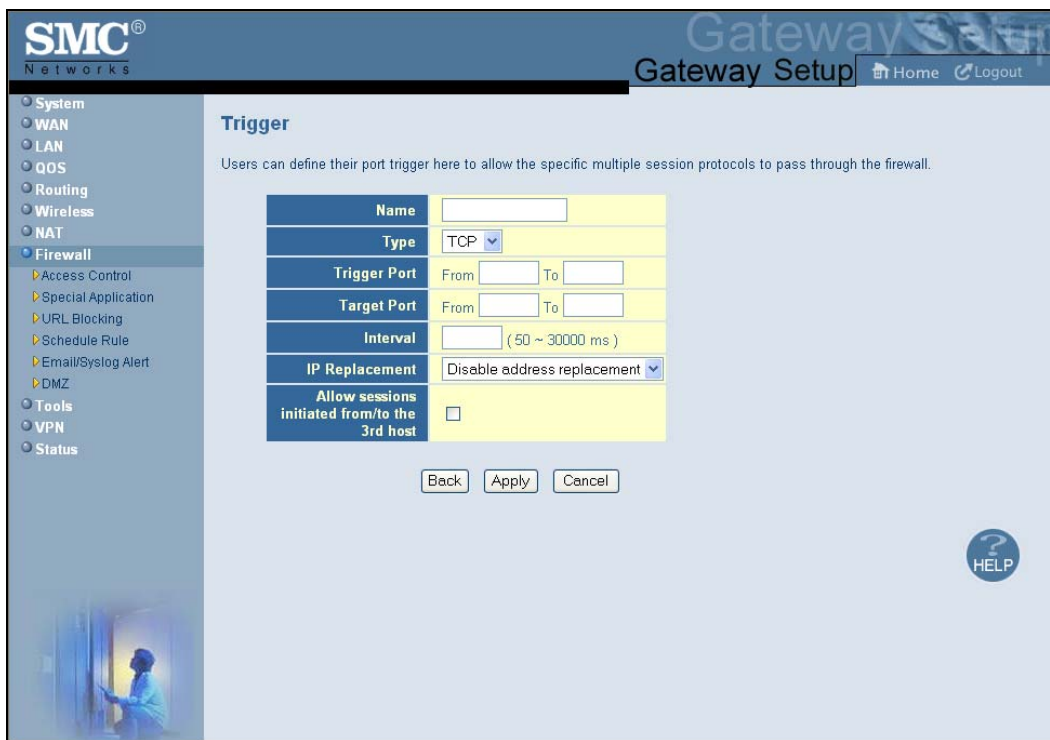 SMC®
Networks
Gateway Setup
Gateway Setup
Home
Logout
System
WAN
LAN
QOS
Routing
Wireless
NAT
Firewall
Access Control
Special Application
URL Blocking
Schedule Rule
Email/Syslog Alert
DMZ
Tools
VPN
Status
Trigger
Users can define their port trigger here to allow the specific multiple session protocols to pass through the firewall.
Name
Type TCP
Trigger Port From To
Target Port From To
Interval ( 50 ~ 30000 ms )
IP Replacement Disable address replacement
Allow sessions
initiated from/to the
3rd host
Back Apply Cancel
?
HELP